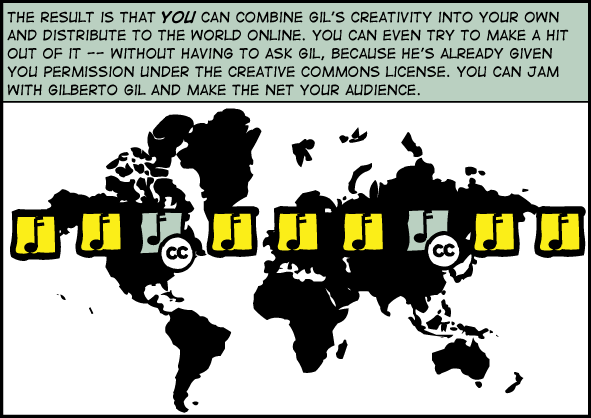 THE RESULT IS THAT YOU CAN COMBINE GIL'S CREATIVITY INTO YOUR OWN
AND DISTRIBUTE TO THE WORLD ONLINE. YOU CAN EVEN TRY TO MAKE A HIT
OUT OF IT -- WITHOUT HAVING TO ASK GIL, BECAUSE HE'S ALREADY GIVEN
YOU PERMISSION UNDER THE CREATIVE COMMONS LICENSE. YOU CAN JAM
WITH GILBERTO GIL AND MAKE THE NET YOUR AUDIENCE.
CC
CC